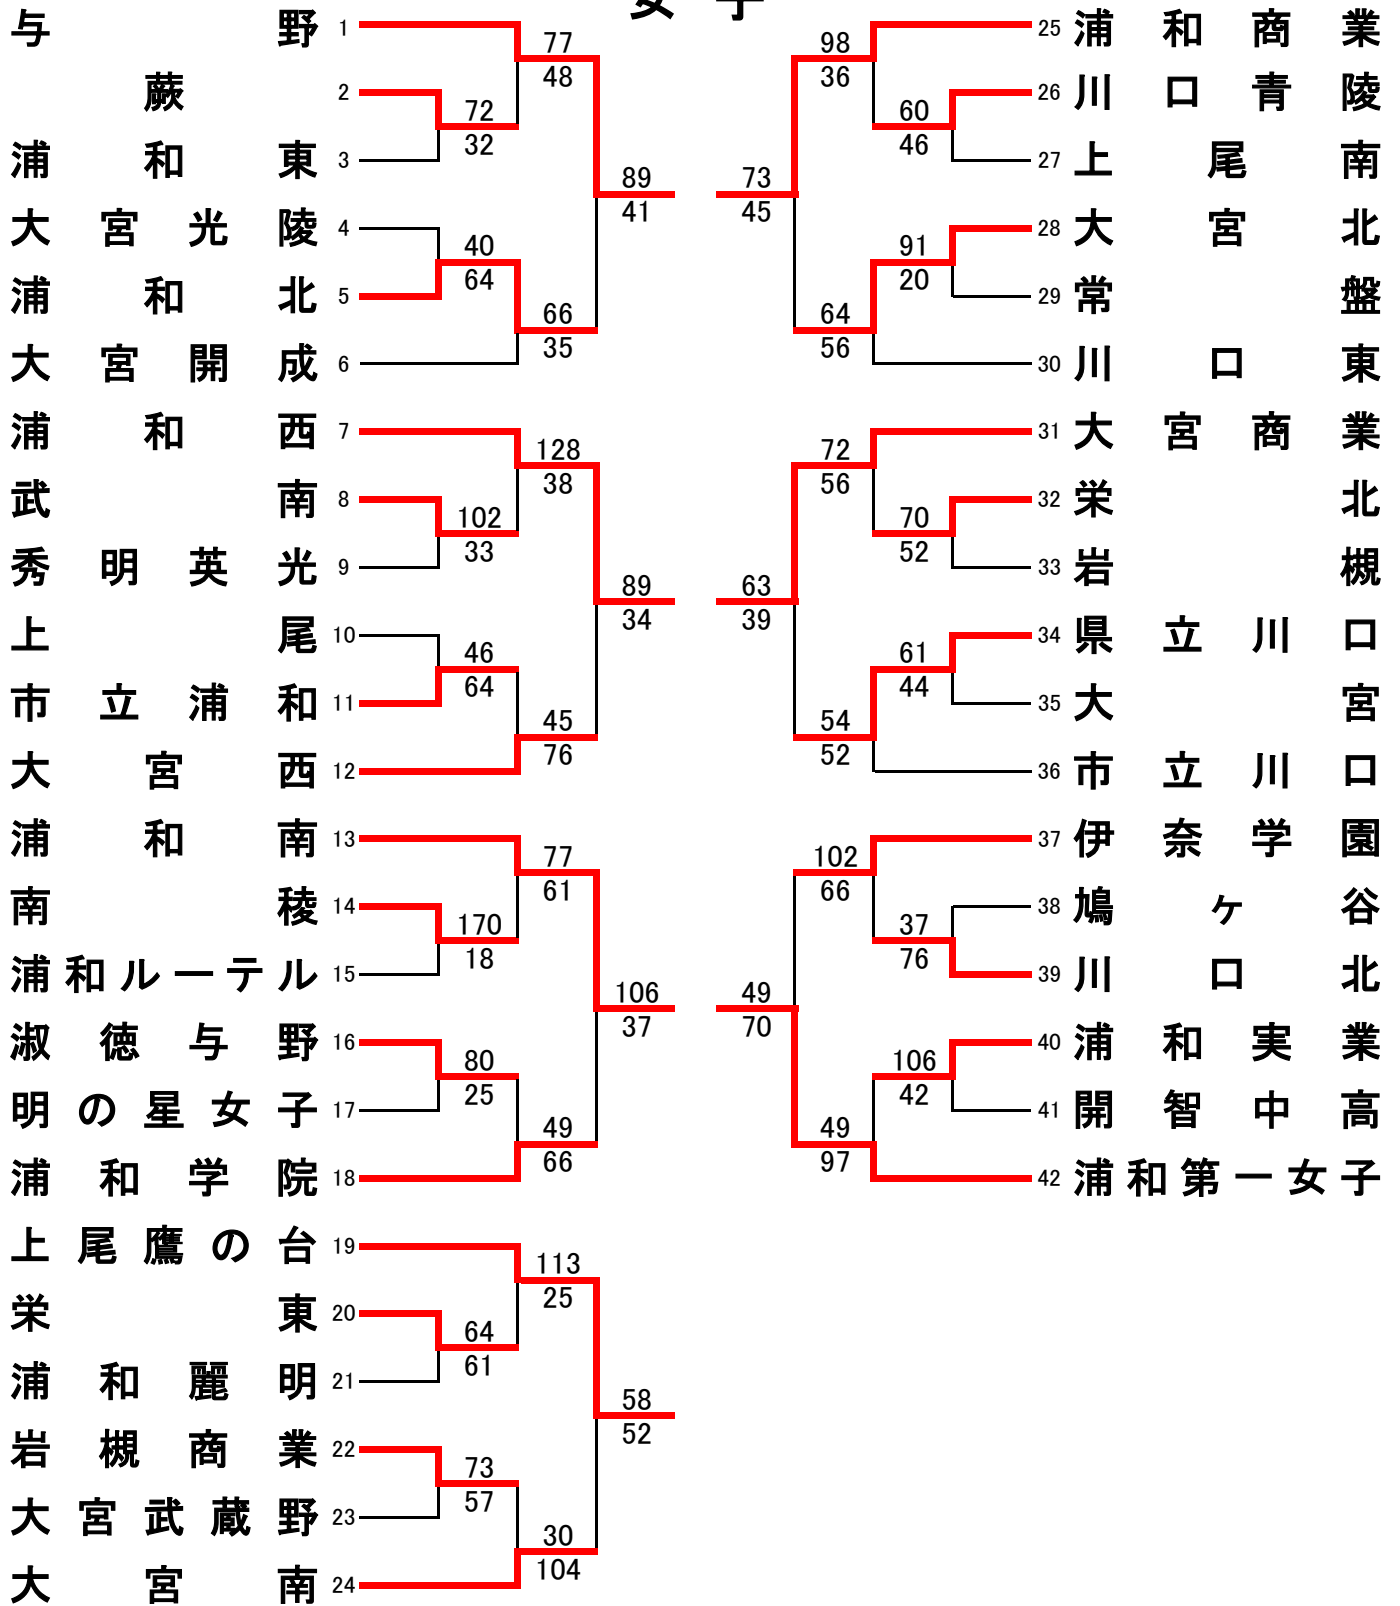 女子
与野 1
蕨 2
浦和東 3
大宮光陵 4
浦和北 5
大宮開成 6
77
48
72
32
40
64
66
35
89
41
浦和西 7
武南 8
秀明英光 9
上尾 10
市立浦和 11
大宮西 12
128
38
102
33
46
64
45
76
89
34
浦和南 13
南稜 14
浦和ルーテル 15
淑徳与野 16
明の星女子 17
浦和学院 18
77
61
170
18
80
25
49
66
106
37
上尾鷹の台 19
栄東 20
浦和麗明 21
岩槻商業 22
大宮武蔵野 23
大宮南 24
113
25
64
61
73
57
30
104
58
52
25 浦和商業
26 川口青陵
27 上尾南
28 大宮北
29 常盤
30 川口東
98
36
60
46
91
20
64
56
73
45
31 大宮商業
32 栄北
33 岩槻
34 県立川口
35 大宮
36 市立川口
72
56
70
52
61
44
54
52
63
39
37 伊奈学園
38 鳩ヶ谷
39 川口北
40 浦和実業
41 開智中高
42 浦和第一女子
102
66
37
76
106
42
49
97
49
70